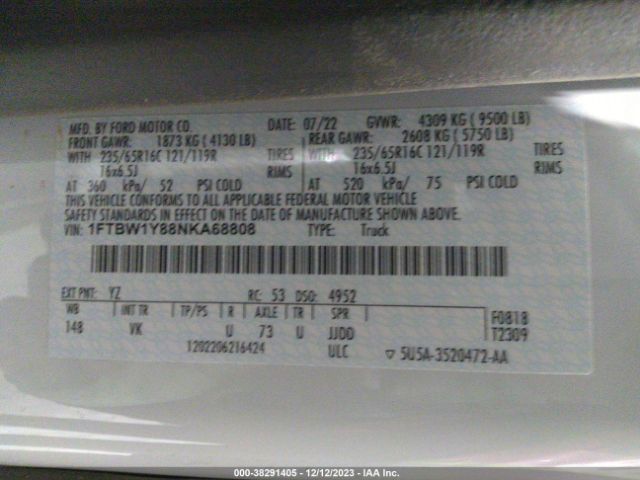 MFD. BY FORD MOTOR CO. DATE: 07/22 GVWR: 4309 KG ( 9500 LB)
FRONT GAWR: 1873 KG ( 4130 LB) REAR GAWR: 2608 KG ( 5750 LB)
WITH 235/65R16C 121/119R TIRES WITH 235/65R16C 121/119R TIRES
16x6.5J RIMS 16x6.5J RIMS
AT 360 kPa/ 52 PSI COLD AT 520 kPa/ 75 PSI COLD
THIS VEHICLE CONFORMS TO ALL APPLICABLE FEDERAL MOTOR VEHICLE
SAFETY STANDARDS IN EFFECT ON THE DATE OF MANUFACTURE SHOWN ABOVE.
VIN: 1FTBW1Y88NKA68808 TYPE: Truck
EXT PNT: YZ RC: 53 DSO: 4952
WB INT TR TP/PS R AXLE TR SPR F0818
148 VK U 73 U JJDD T2309
1202206216424 ULC ▽ 5U5A-3520472-AA
000-38291405 - 12/12/2023 - IAA Inc.